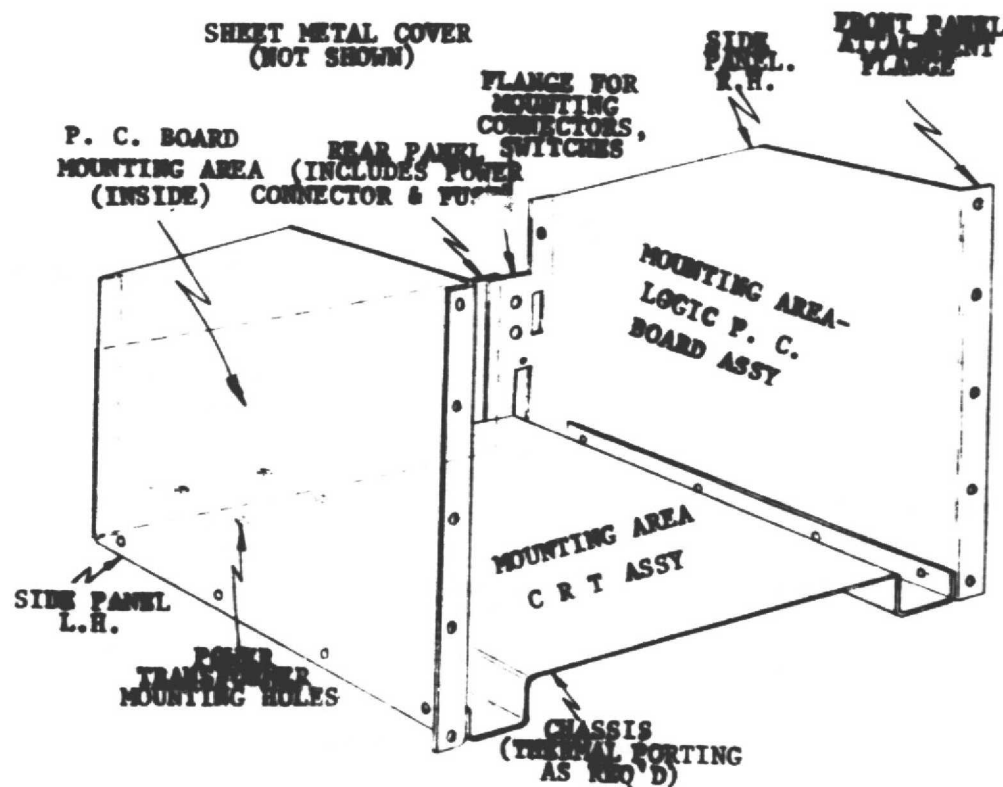 SHEET METAL COVER
(NOT SHOWN)
SIDE
PANEL.
R.H.
FRONT PANEL
ATTACHMENT
FLANGE
FLANGE FOR
MOUNTING
CONNECTORS,
SWITCHES
P. C. BOARD
MOUNTING AREA
(INSIDE)
REAR PANEL
(INCLUDES POWER
CONNECTOR &
MOUNTING AREA-
LOGIC P. C.
BOARD ASSY
MOUNTING AREA
C R T ASSY
SIDE PANEL
L.H.
POWER
TRANSFORMER
MOUNTING HOLES
CHASSIS
(THERMAL PORTING
AS REQ'D)